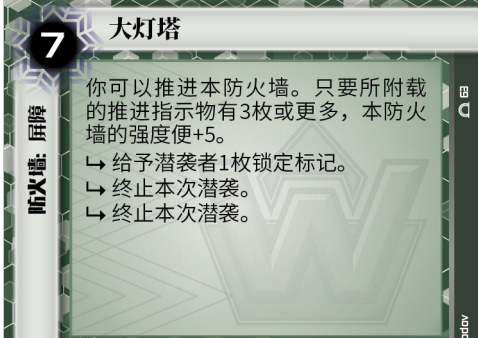 7
大灯塔
你可以推进本防火墙。只要所附载
的推进指示物有3枚或更多，本防火
墙的强度便+5。
↳ 给予潜袭者1枚锁定标记。
↳ 终止本次潜袭。
↳ 终止本次潜袭。
防火墙：屏障
63